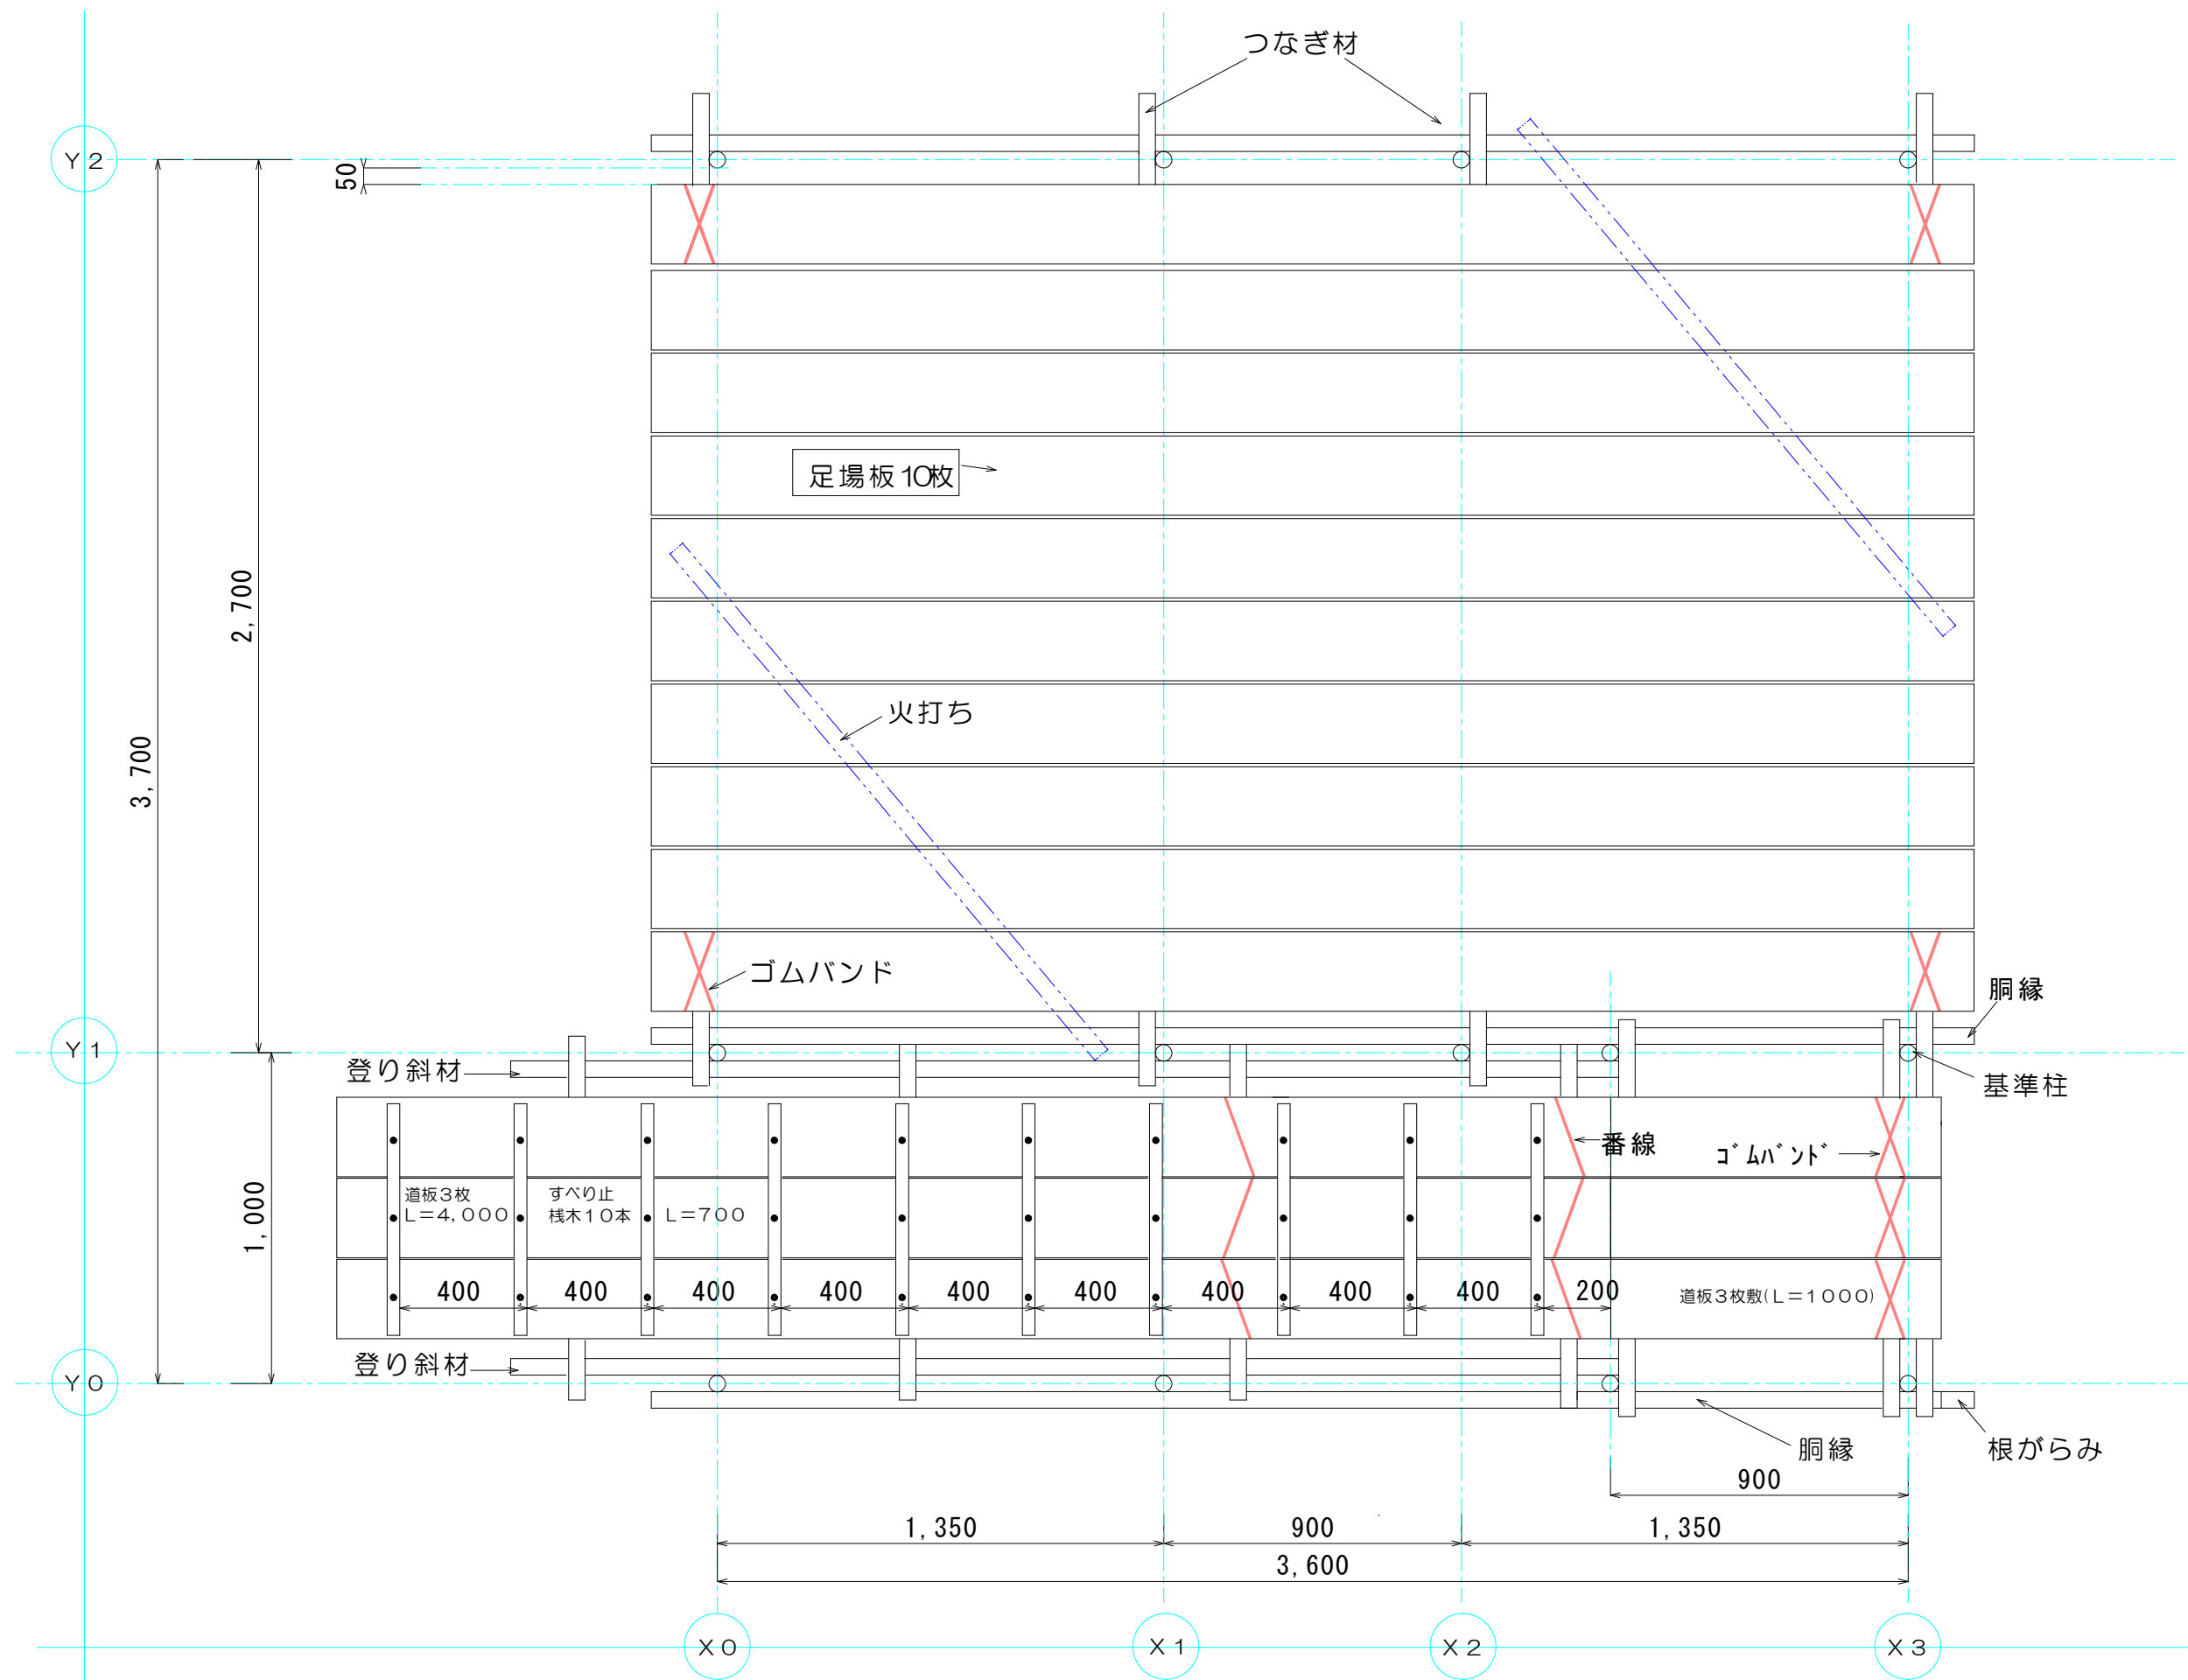 つなぎ材
Y2
50
足場板10枚
2,700
火打ち
3,700
ゴムバンド
胴縁
Y1
登り斜材
基準柱
番線
ゴムバンド
道板3枚
L=4,000
すべり止
桟木10本
L=700
1,000
400
400
400
400
400
400
400
400
400
200
道板3枚敷(L=1000)
登り斜材
Y0
胴縁
根がらみ
900
1,350
900
1,350
3,600
X0
X1
X2
X3